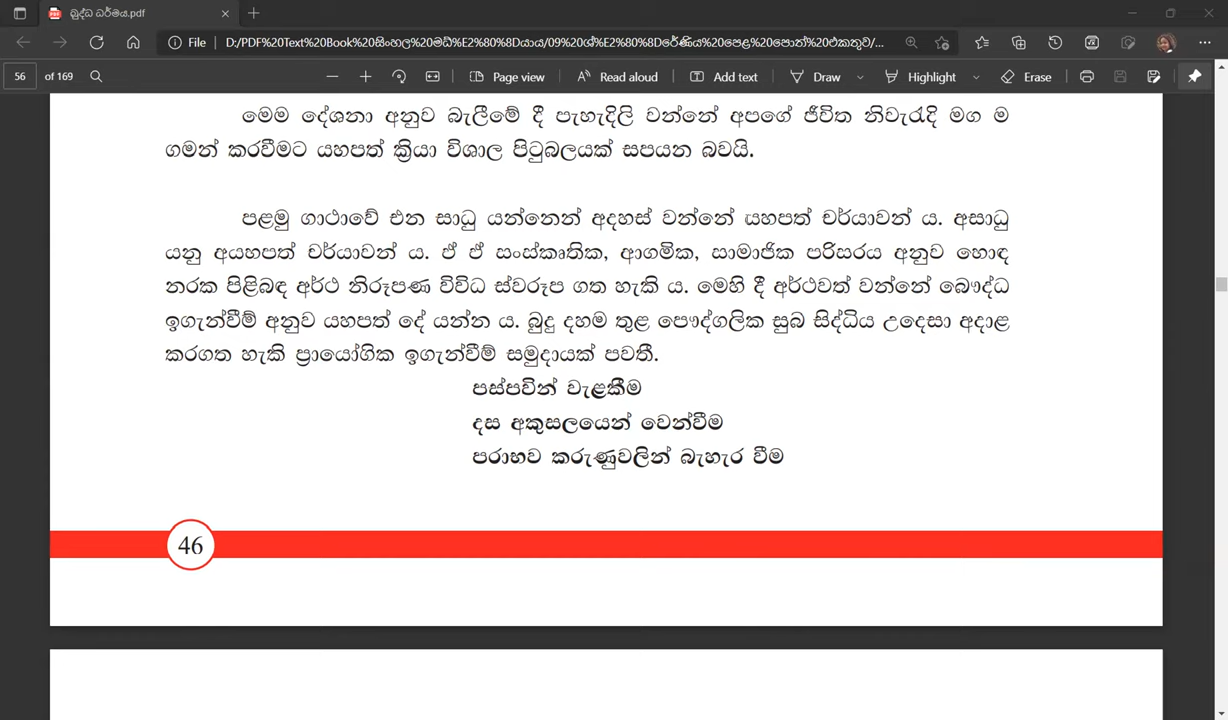 බුද්ධ ධර්මය.pdf
File D:/PDF%20Text%20Book%20සිංහල%20මධ්%E2%80%8Dයාය/09%20ශ්%E2%80%8Dරේණිය%20පෙළ%20පොත්%20එකතුව/...
56 of 169 Page view Read aloud Add text Draw Highlight Erase
මෙම දේශනා අනුව බැලීමේ දී පැහැදිලි වන්නේ අපගේ ජීවිත නිවැරැදි මග ම
ගමන් කරවීමට යහපත් ක්‍රියා විශාල පිටුබලයක් සපයන බවයි.
පළමු ගාථාවේ එන සාධු යන්නෙන් අදහස් වන්නේ යහපත් චර්යාවන් ය. අසාධු
යනු අයහපත් චර්යාවන් ය. ඒ ඒ සංස්කෘතික, ආගමික, සාමාජික පරිසරය අනුව හොඳ
නරක පිළිබඳ අර්ථ නිරූපණ විවිධ ස්වරූප ගත හැකි ය. මෙහි දී අර්ථවත් වන්නේ බෞද්ධ
ඉගැන්වීම් අනුව යහපත් දේ යන්න ය. බුදු දහම තුළ පෞද්ගලික සුබ සිද්ධිය උදෙසා අදාළ
කරගත හැකි ප්‍රායෝගික ඉගැන්වීම් සමුදායක් පවතී.
පස්පවින් වැළකීම
දස අකුසලයෙන් වෙන්වීම
පරාභව කරුණුවලින් බැහැර වීම
46